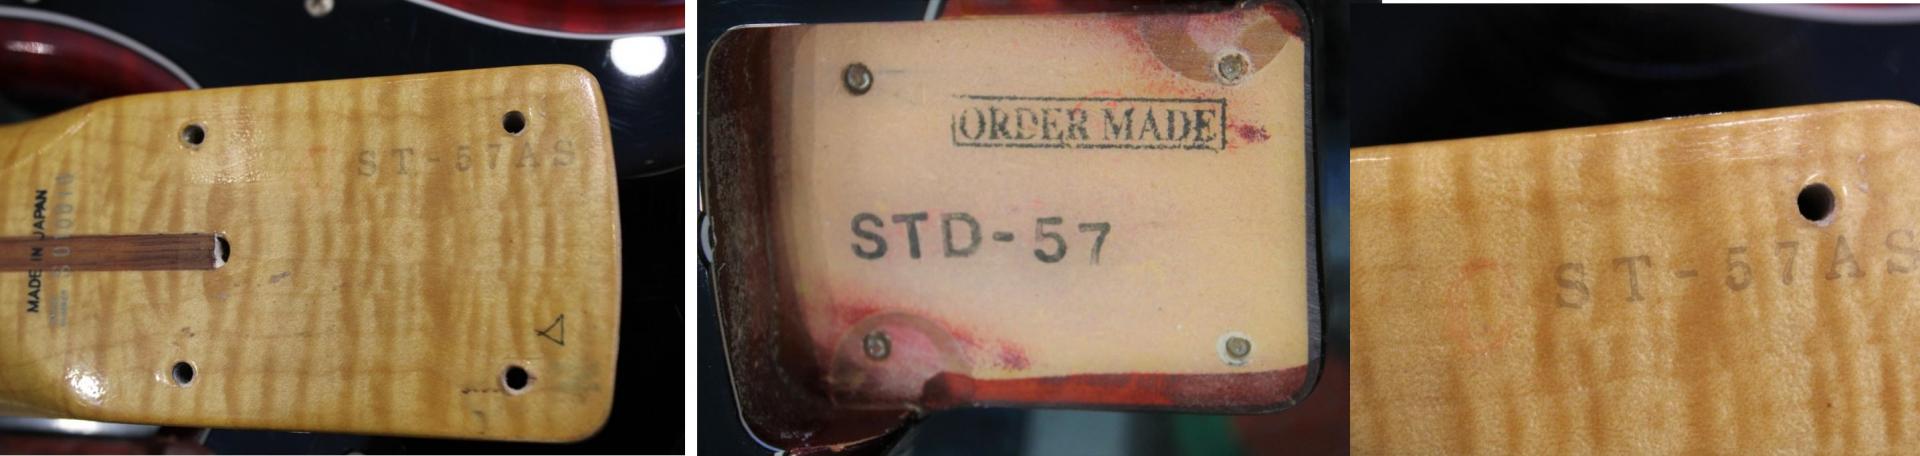 ST-57AS
MADE IN JAPAN
ORDER MADE
STD-57
ST-57AS